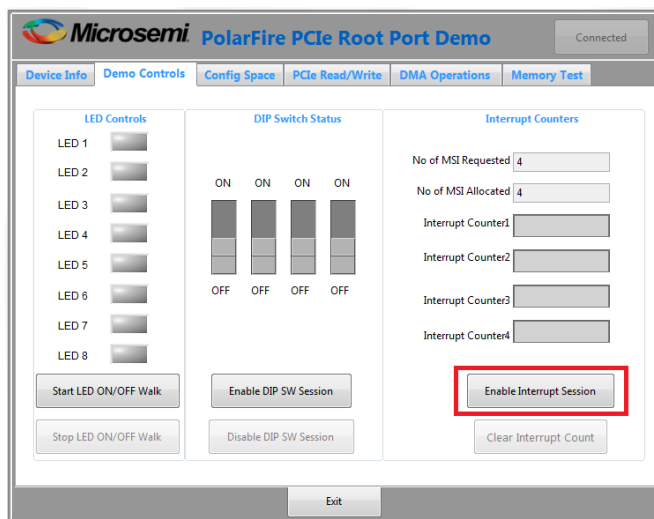 Microsemi. PolarFire PCIe Root Port Demo
Connected
Device Info Demo Controls Config Space PCIe Read/Write DMA Operations Memory Test
LED Controls
LED 1
LED 2
LED 3
LED 4
LED 5
LED 6
LED 7
LED 8
Start LED ON/OFF Walk
Stop LED ON/OFF Walk
DIP Switch Status
ON ON ON ON
OFF OFF OFF OFF
Enable DIP SW Session
Disable DIP SW Session
Interrupt Counters
No of MSI Requested 4
No of MSI Allocated 4
Interrupt Counter1
Interrupt Counter2
Interrupt Counter3
Interrupt Counter4
Enable Interrupt Session
Clear Interrupt Count
Exit